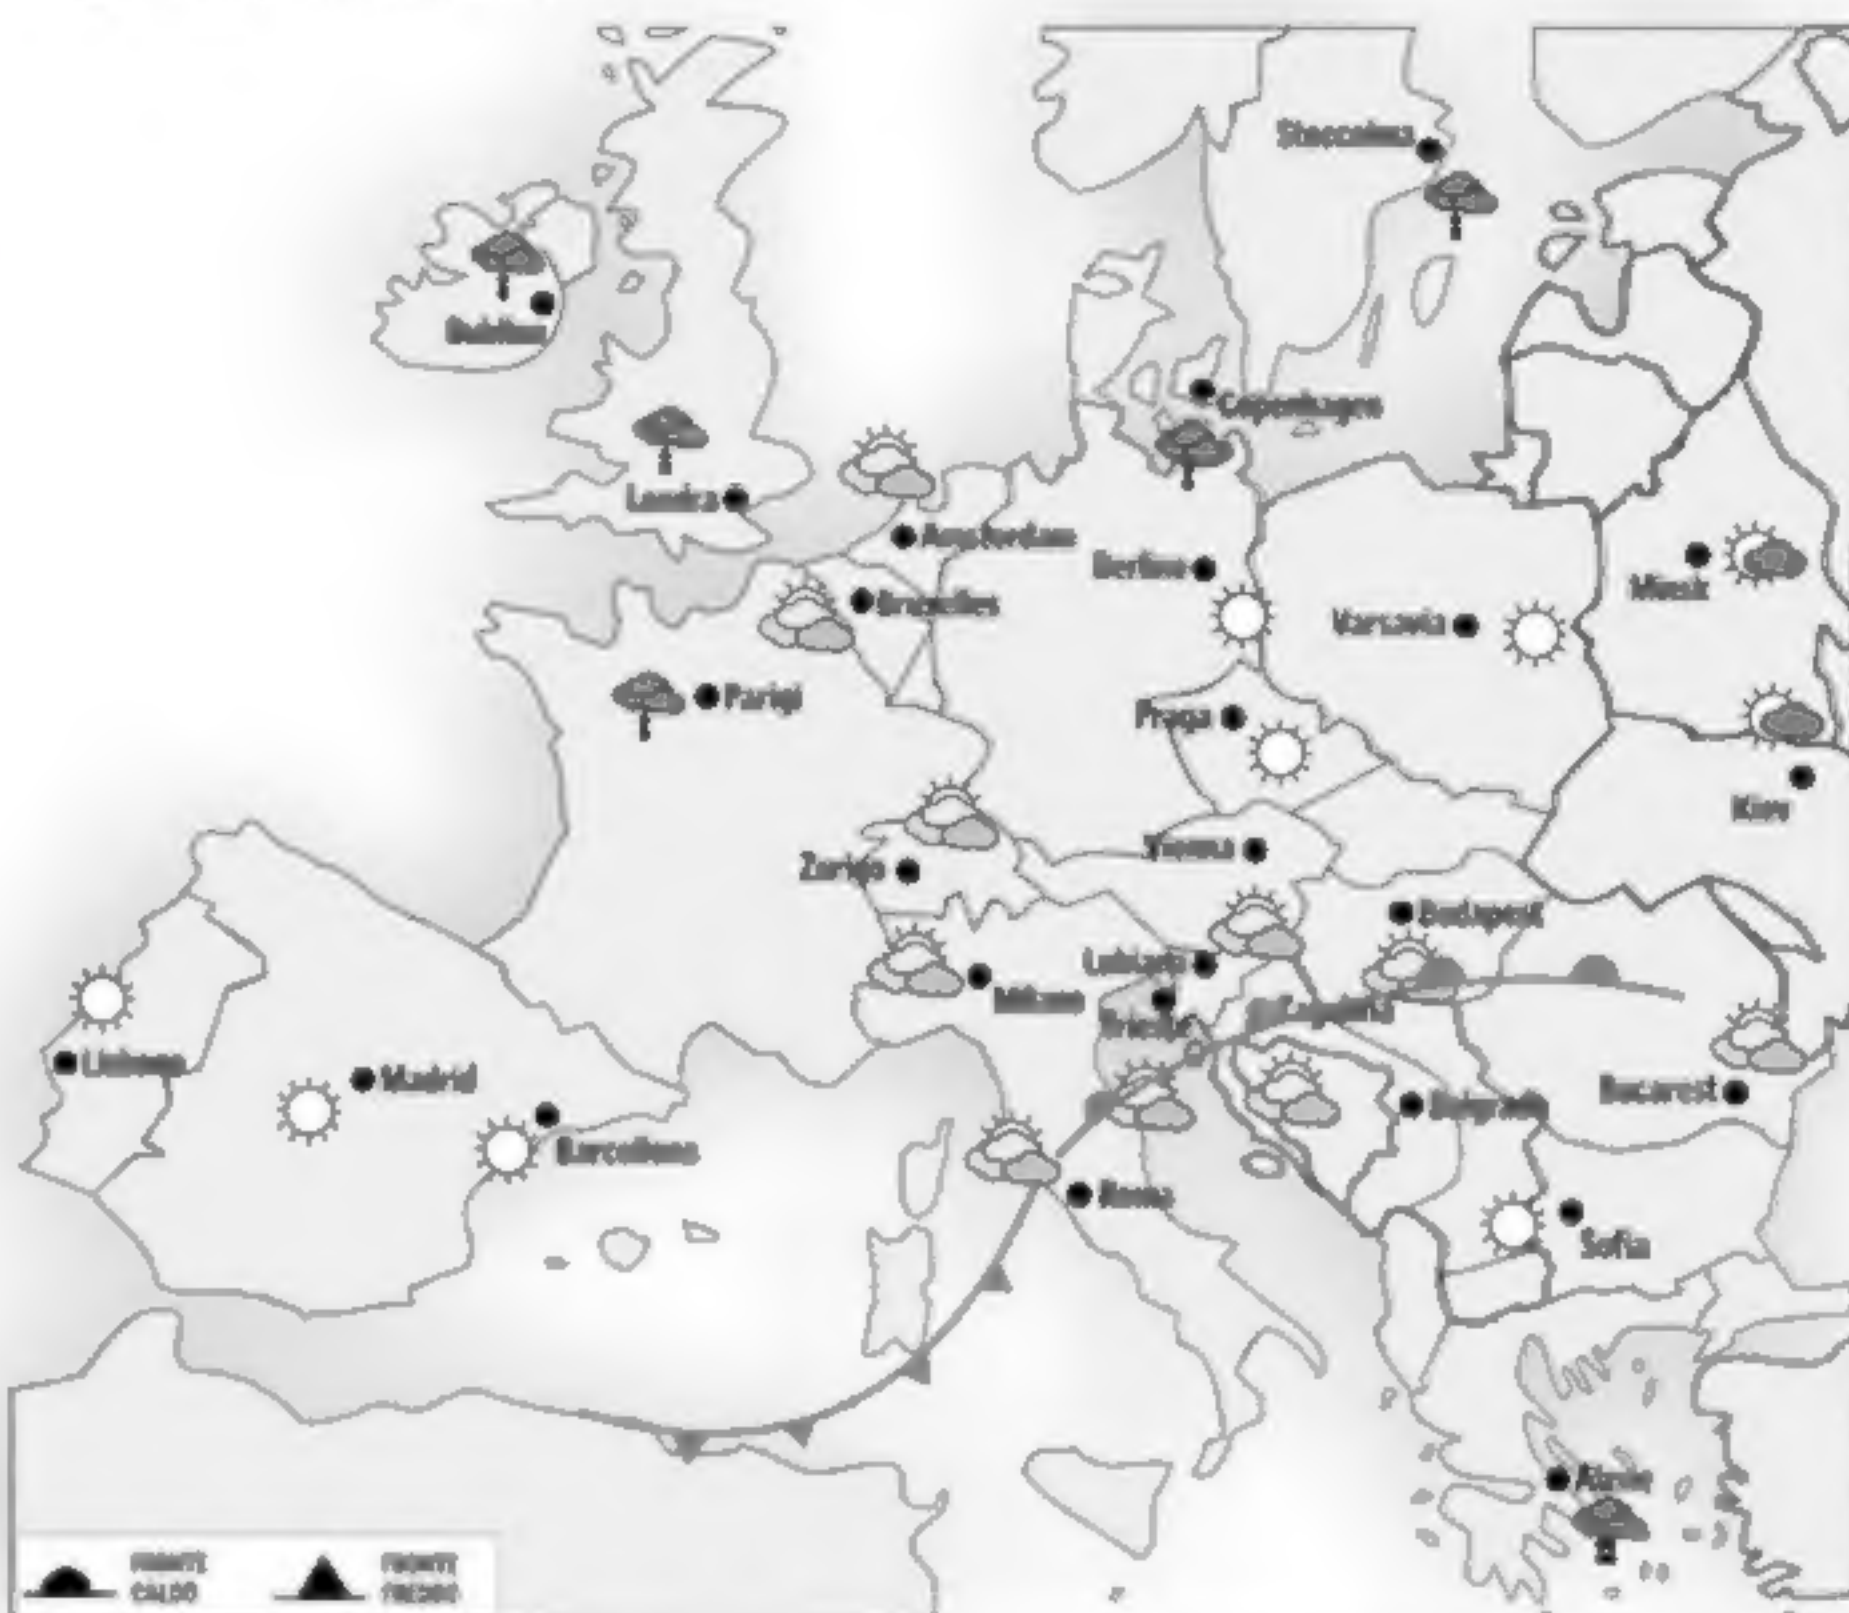 Stoccolma
Dublino
Copenhagen
Londra
Amsterdam
Berlino
Minsk
Bruxelles
Varsavia
Parigi
Praga
Kiev
Vienna
Zurigo
Budapest
Lubiana
Milano
Trieste
Zagabria
Lisbona
Madrid
Bucarest
Belgrado
Barcellona
Roma
Sofia
Atene
FRONTE
CALDO
FRONTE
FREDDO